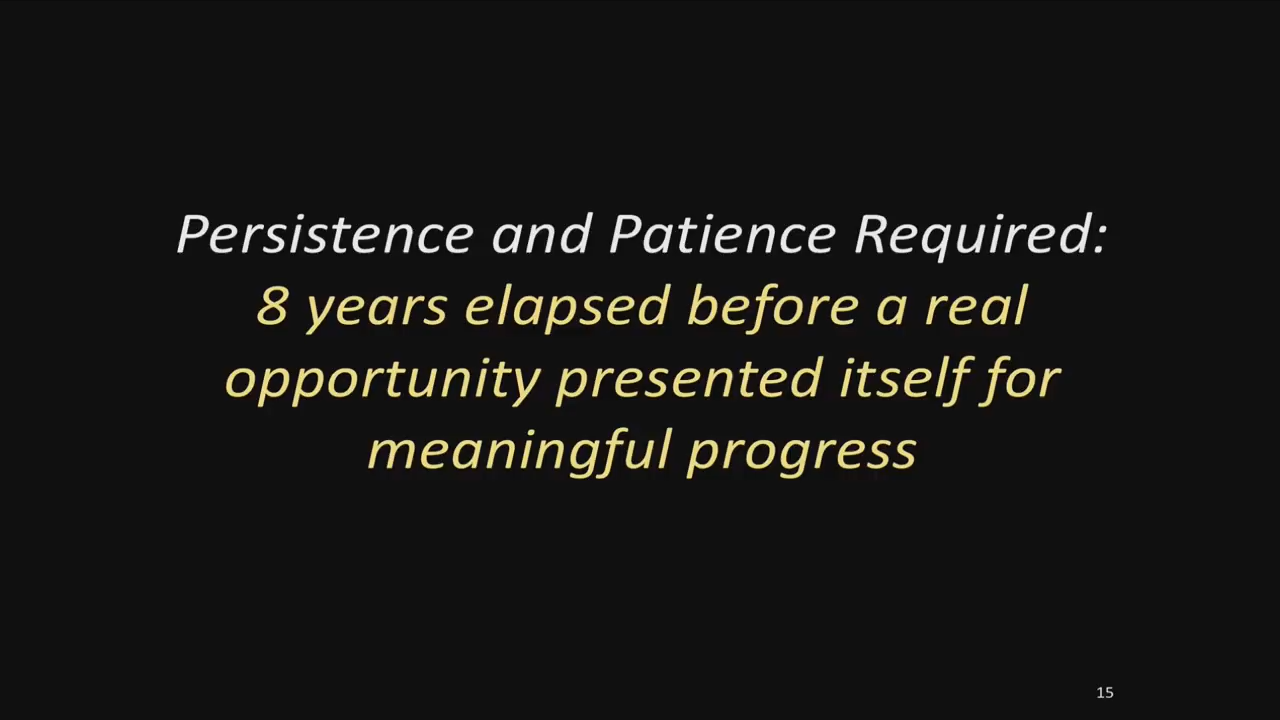 Persistence and Patience Required:
8 years elapsed before a real
opportunity presented itself for
meaningful progress
15